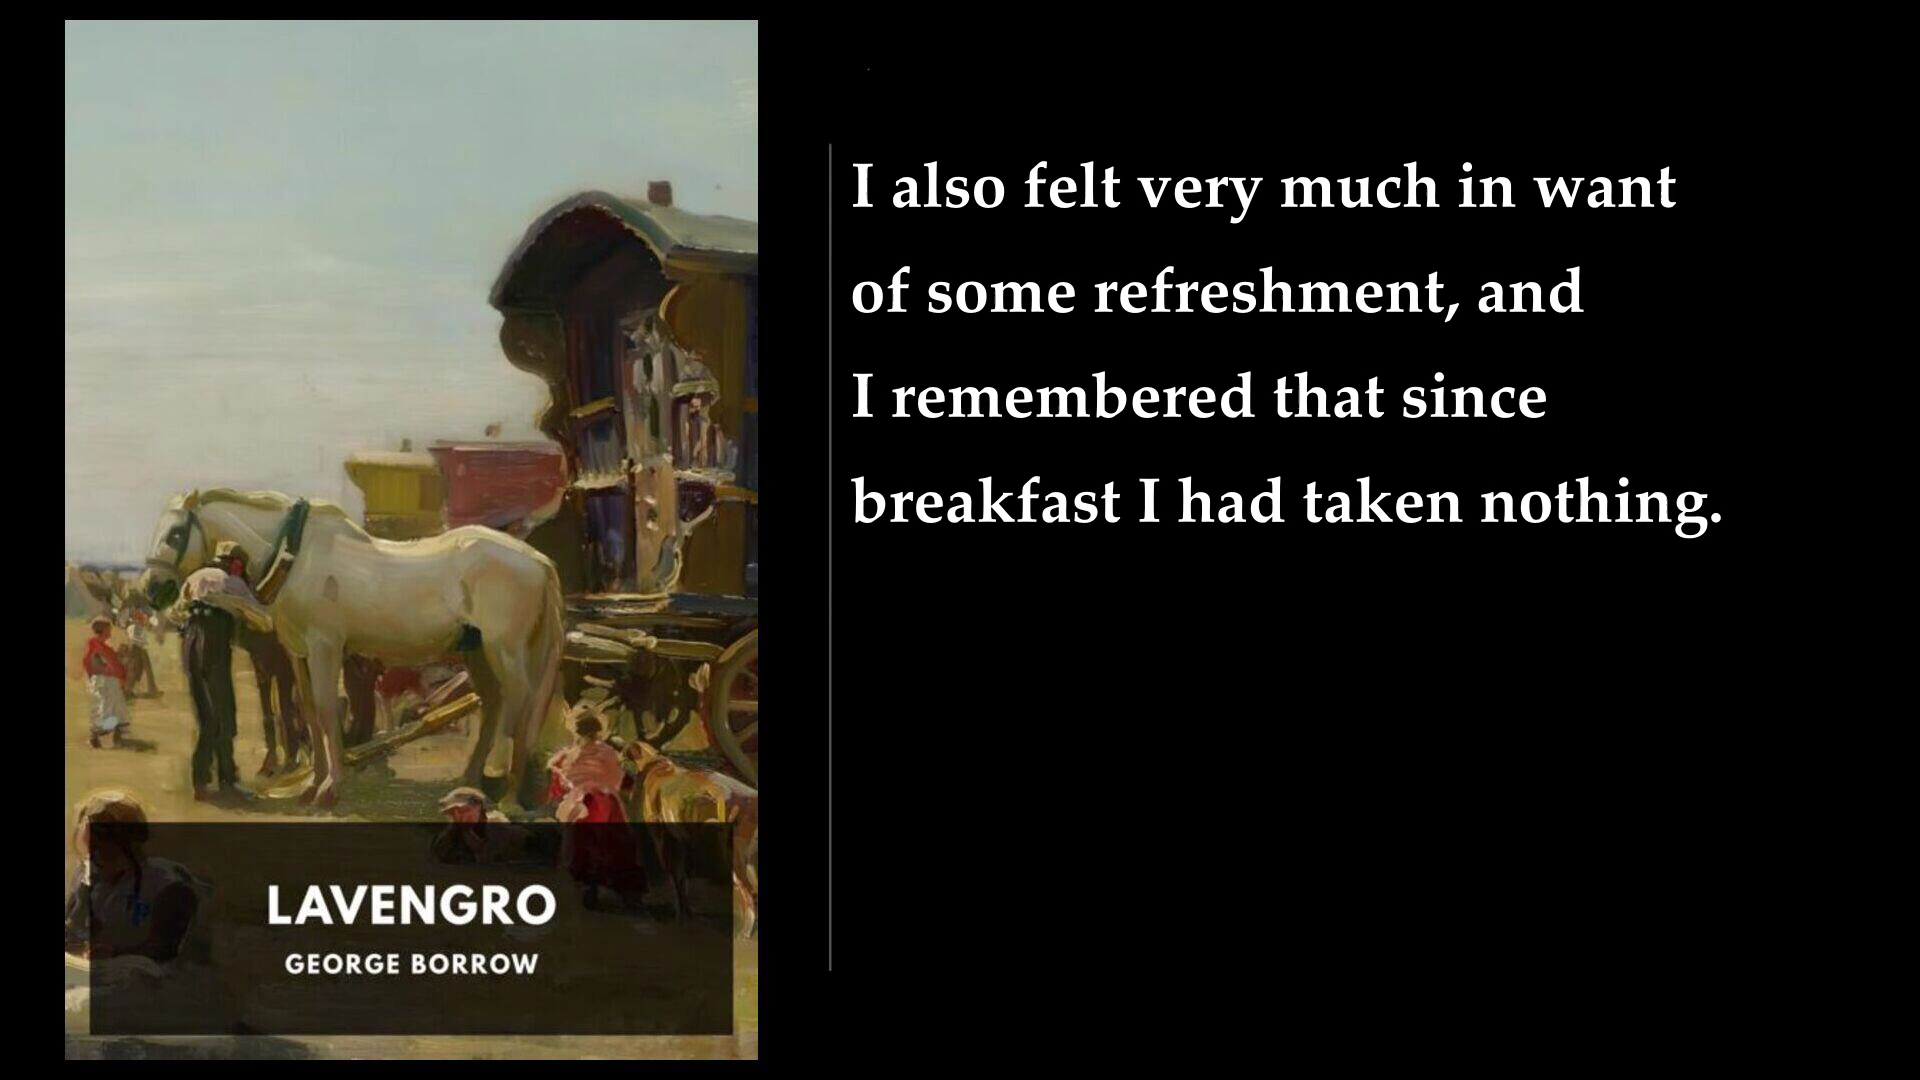 LAVENGRO
GEORGE BORROW
I also felt very much in want
of some refreshment, and
I remembered that since
breakfast I had taken nothing.